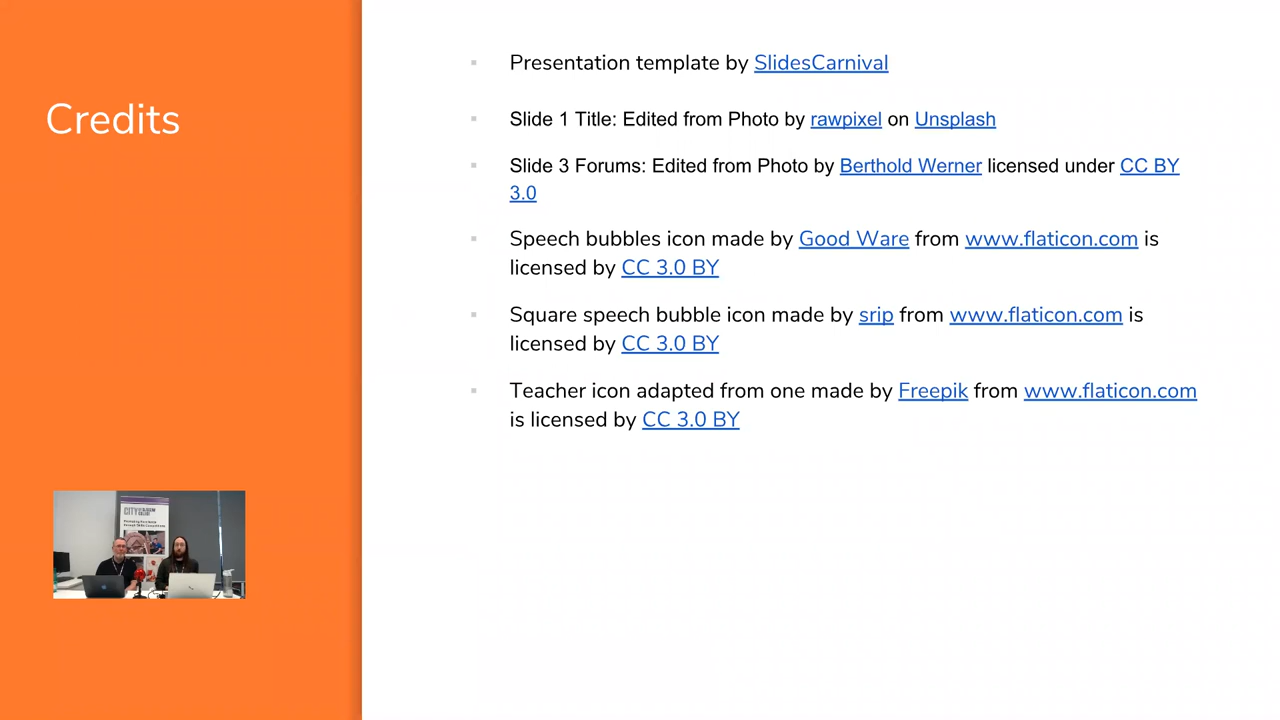 Credits
Presentation template by SlidesCarnival
Slide 1 Title: Edited from Photo by rawpixel on Unsplash
Slide 3 Forums: Edited from Photo by Berthold Werner licensed under CC BY
3.0
Speech bubbles icon made by Good Ware from www.flaticon.com is
licensed by CC 3.0 BY
Square speech bubble icon made by srip from www.flaticon.com is
licensed by CC 3.0 BY
Teacher icon adapted from one made by Freepik from www.flaticon.com
is licensed by CC 3.0 BY
CITY